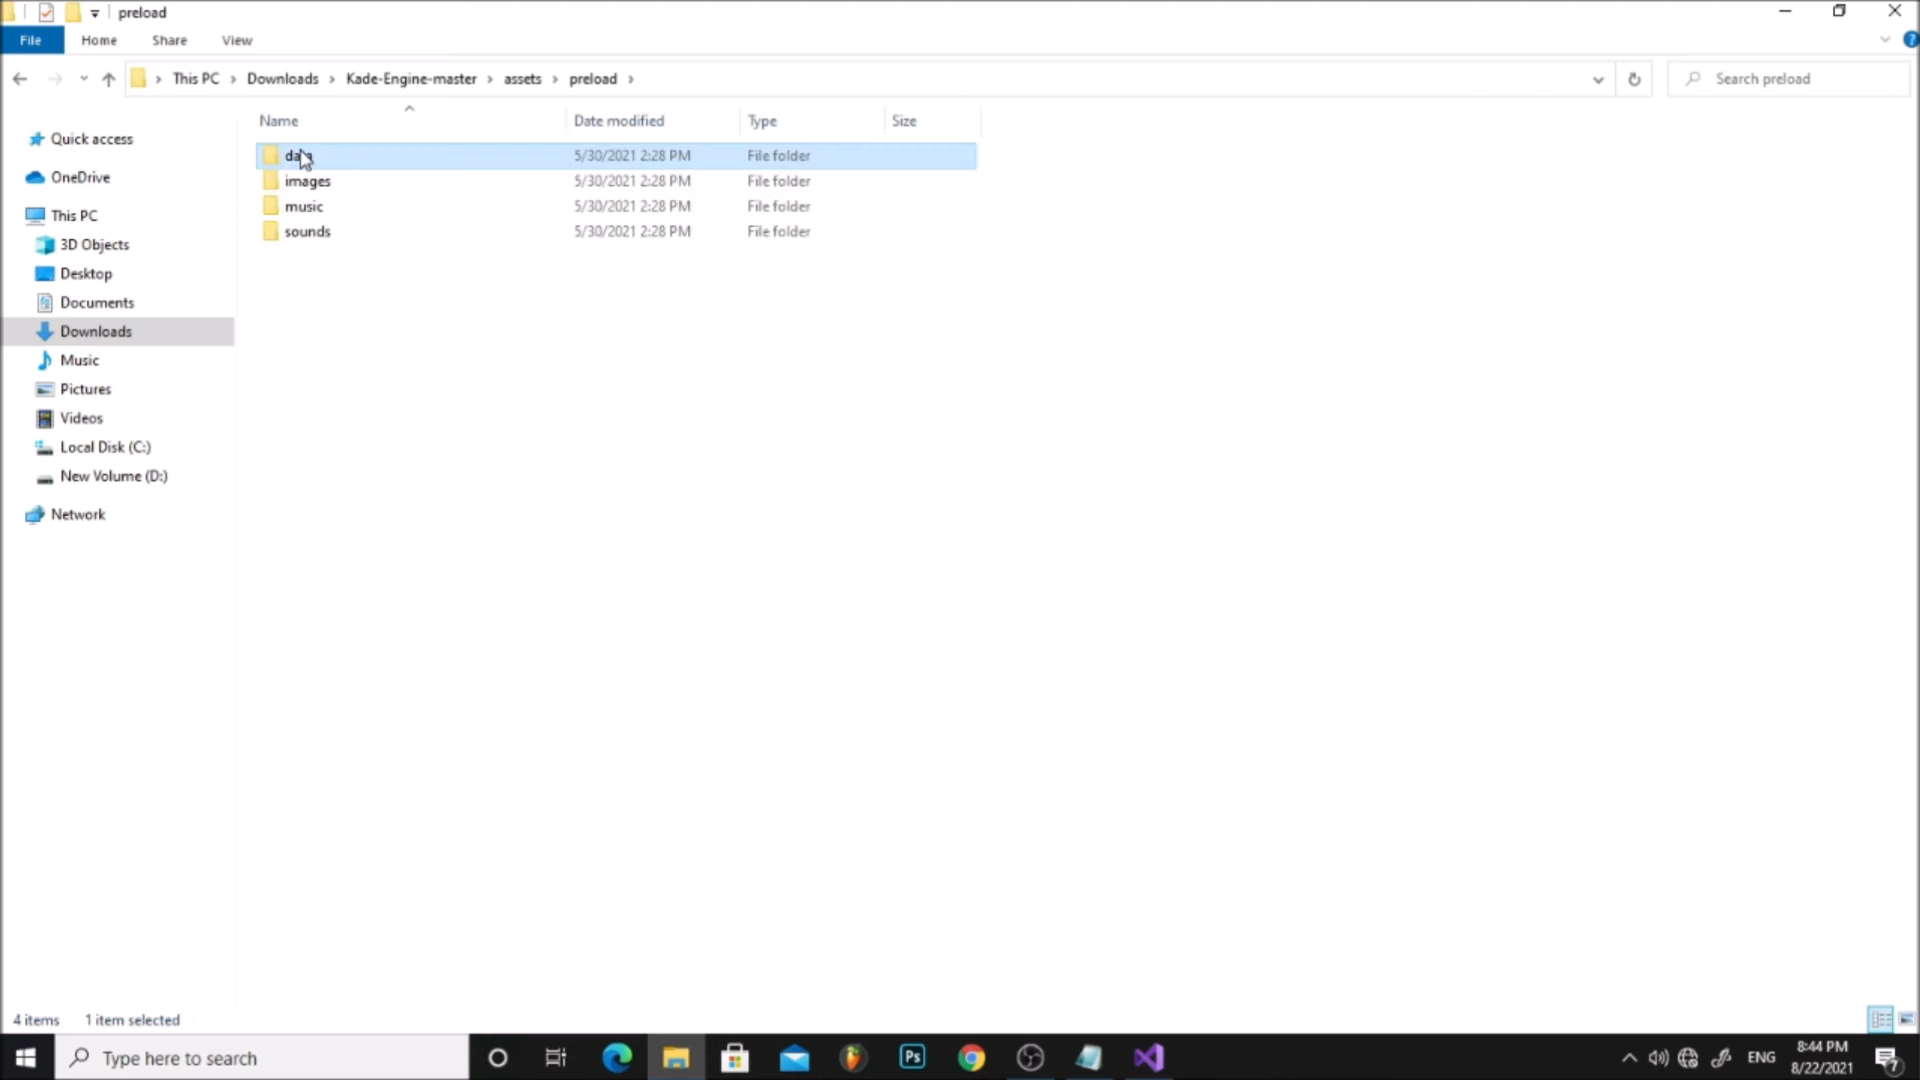 preload
File Home Share View
This PC Downloads Kade-Engine-master assets preload Search preload
Name Date modified Type Size
Quick access
OneDrive
This PC
3D Objects
Desktop
Documents
Downloads
Music
Pictures
Videos
Local Disk (C:)
New Volume (D:)
Network
5/30/2021 2:28 PM File folder
images 5/30/2021 2:28 PM File folder
music 5/30/2021 2:28 PM File folder
sounds 5/30/2021 2:28 PM File folder
4 items 1 item selected
Type here to search
Ps
ENG
8:44 PM
8/22/2021
7